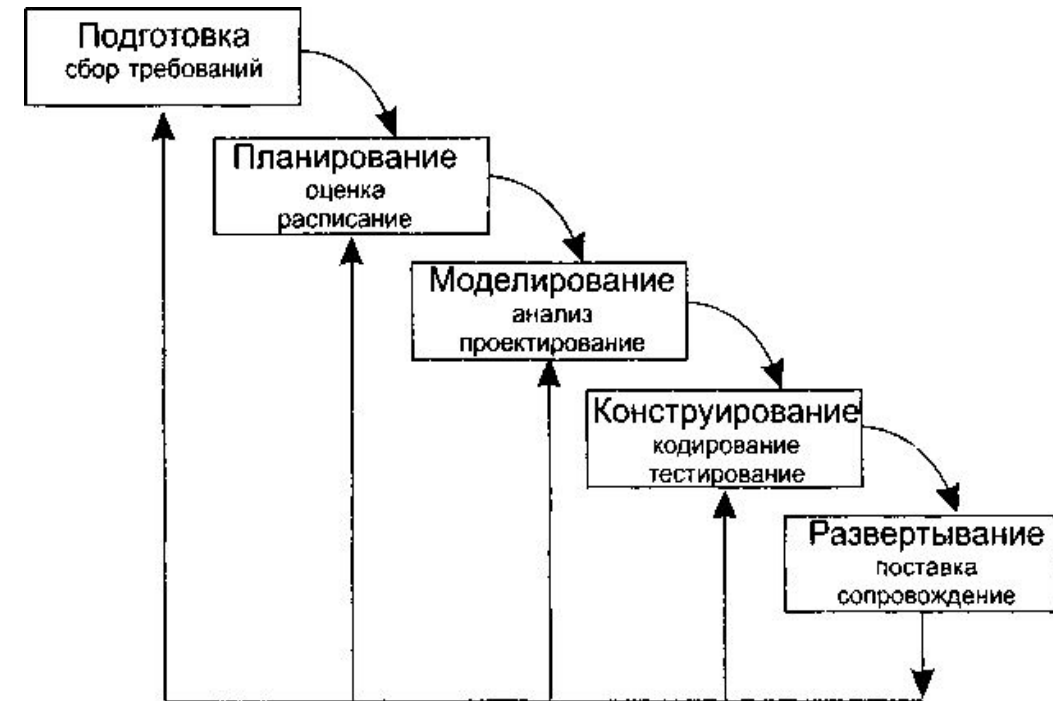 Подготовка
сбор требований
Планирование
оценка
расписание
Моделирование
анализ
проектирование
Конструирование
кодирование
тестирование
Развертывание
поставка
сопровождение